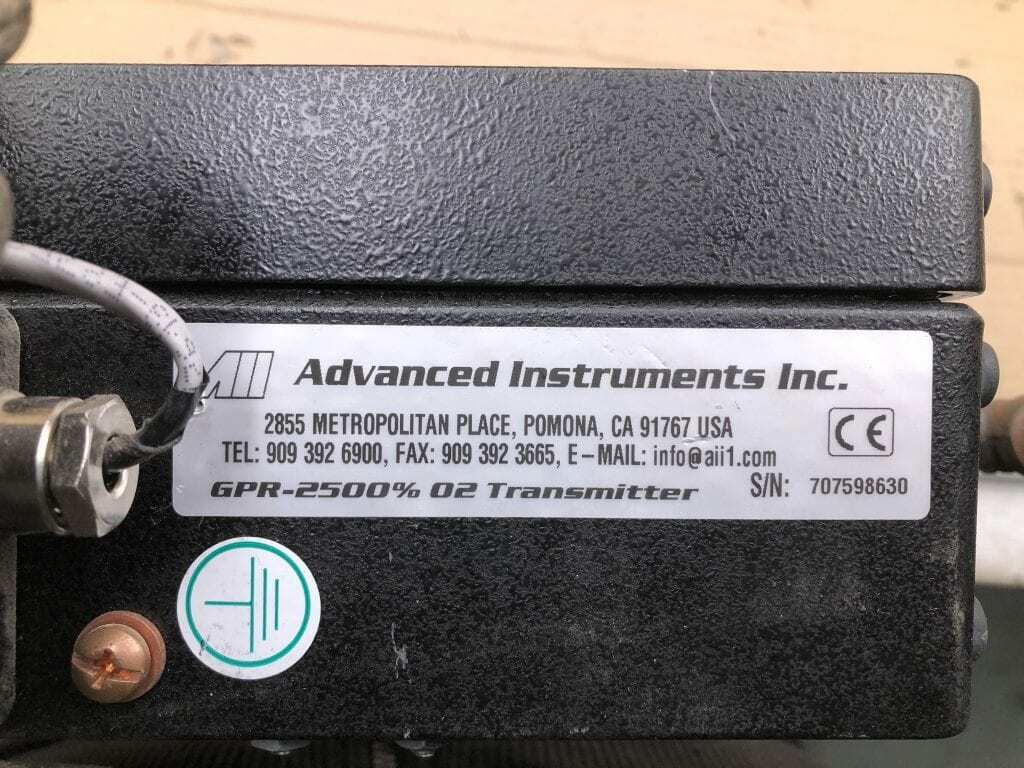 AII Advanced Instruments Inc.
2855 METROPOLITAN PLACE, POMONA, CA 91767 USA
CE
TEL: 909 392 6900, FAX: 909 392 3665, E-MAIL: info@aii1.com
GPR-2500% O2 Transmitter S/N: 707598630